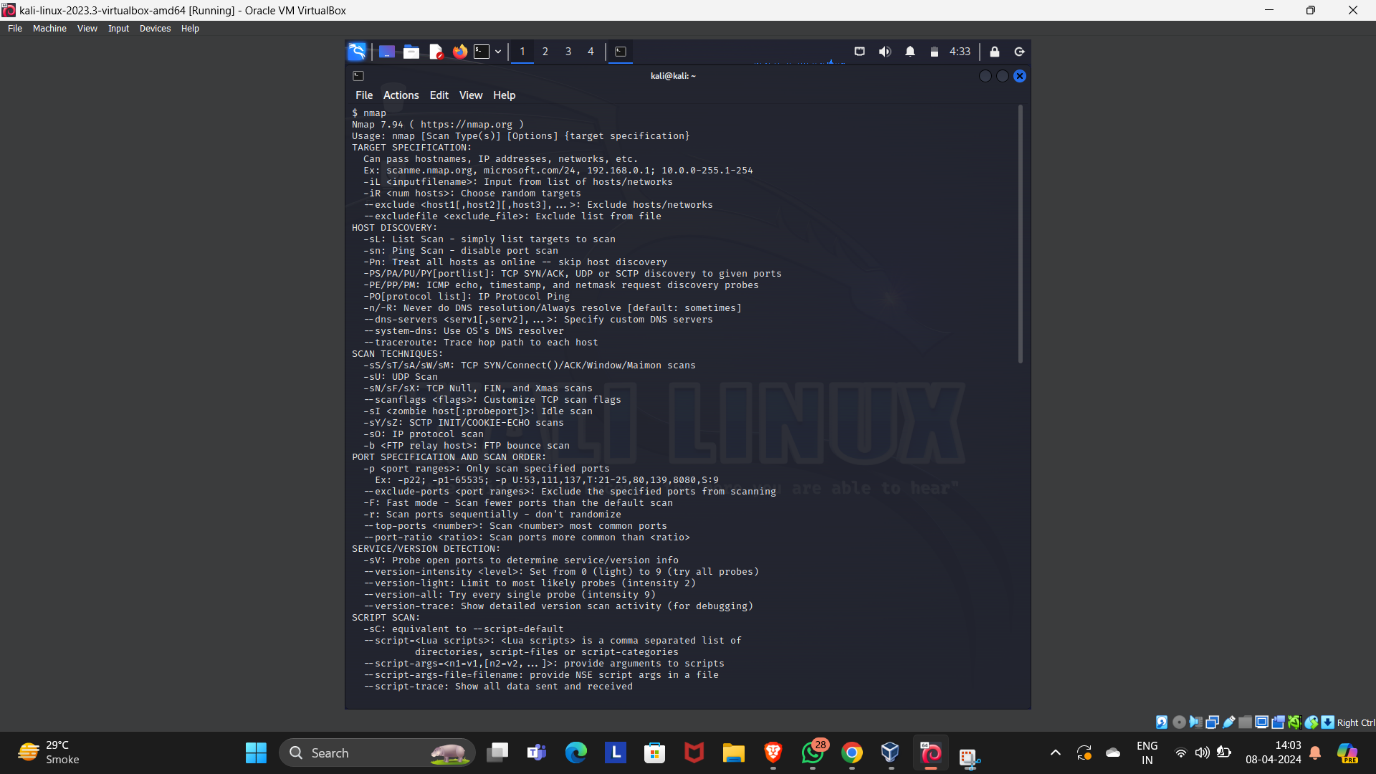 kali-linux-2023.3-virtualbox-amd64 [Running] - Oracle VM VirtualBox
File Machine View Input Devices Help
1 2 3 4 4:33
kali@kali: ~
File Actions Edit View Help
$ nmap
Nmap 7.94 ( https://nmap.org )
Usage: nmap [Scan Type(s)] [Options] {target specification}
TARGET SPECIFICATION:
  Can pass hostnames, IP addresses, networks, etc.
  Ex: scanme.nmap.org, microsoft.com/24, 192.168.0.1; 10.0.0-255.1-254
  -iL <inputfilename>: Input from list of hosts/networks
  -iR <num hosts>: Choose random targets
  --exclude <host1[,host2][,host3],...>: Exclude hosts/networks
  --excludefile <exclude_file>: Exclude list from file
HOST DISCOVERY:
  -sL: List Scan - simply list targets to scan
  -sn: Ping Scan - disable port scan
  -Pn: Treat all hosts as online -- skip host discovery
  -PS/PA/PU/PY[portlist]: TCP SYN/ACK, UDP or SCTP discovery to given ports
  -PE/PP/PM: ICMP echo, timestamp, and netmask request discovery probes
  -PO[protocol list]: IP Protocol Ping
  -n/-R: Never do DNS resolution/Always resolve [default: sometimes]
  --dns-servers <serv1[,serv2],...>: Specify custom DNS servers
  --system-dns: Use OS's DNS resolver
  --traceroute: Trace hop path to each host
SCAN TECHNIQUES:
  -sS/sT/sA/sW/sM: TCP SYN/Connect()/ACK/Window/Maimon scans
  -sU: UDP Scan
  -sN/sF/sX: TCP Null, FIN, and Xmas scans
  --scanflags <flags>: Customize TCP scan flags
  -sI <zombie host[:probeport]>: Idle scan
  -sY/sZ: SCTP INIT/COOKIE-ECHO scans
  -sO: IP protocol scan
  -b <FTP relay host>: FTP bounce scan
PORT SPECIFICATION AND SCAN ORDER:
  -p <port ranges>: Only scan specified ports
    Ex: -p22; -p1-65535; -p U:53,111,137,T:21-25,80,139,8080,S:9
  --exclude-ports <port ranges>: Exclude the specified ports from scanning
  -F: Fast mode - Scan fewer ports than the default scan
  -r: Scan ports sequentially - don't randomize
  --top-ports <number>: Scan <number> most common ports
  --port-ratio <ratio>: Scan ports more common than <ratio>
SERVICE/VERSION DETECTION:
  -sV: Probe open ports to determine service/version info
  --version-intensity <level>: Set from 0 (light) to 9 (try all probes)
  --version-light: Limit to most likely probes (intensity 2)
  --version-all: Try every single probe (intensity 9)
  --version-trace: Show detailed version scan activity (for debugging)
SCRIPT SCAN:
  -sC: equivalent to --script=default
  --script=<Lua scripts>: <Lua scripts> is a comma separated list of
           directories, script-files or script-categories
  --script-args=<n1=v1,[n2=v2,...]>: provide arguments to scripts
  --script-args-file=filename: provide NSE script args in a file
  --script-trace: Show all data sent and received
KALI LINUX
you are able to hear"
Right Ctrl
29°C
Smoke
Search
28
ENG
IN
14:03
08-04-2024
PRE